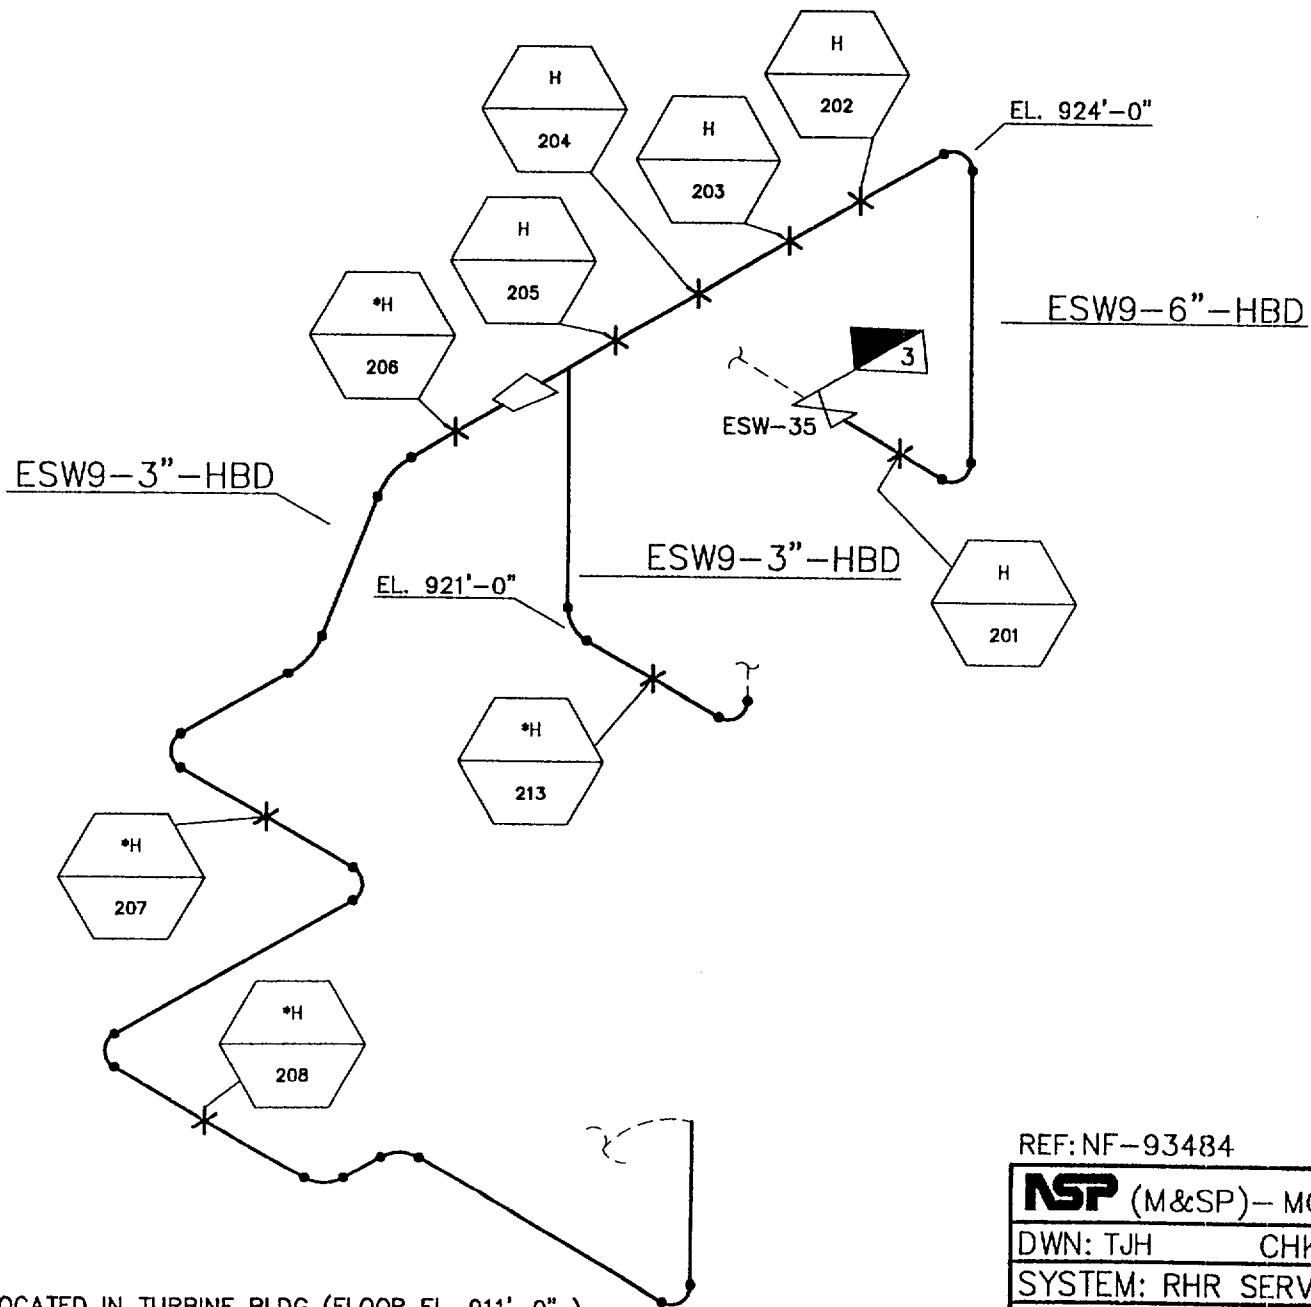 H
202
H
204
H
203
EL. 924'-0"
H
205
*H
206
ESW9-6"-HBD
3
ESW-35
ESW9-3"-HBD
ESW9-3"-HBD
EL. 921'-0"
H
201
*H
213
*H
207
*H
208
REF: NF-93484
NSP (M&SP)-
DWN: TJH
SYSTEM: RHR
IN TURBINE BLDG (FLOOR EL. 911'-0")